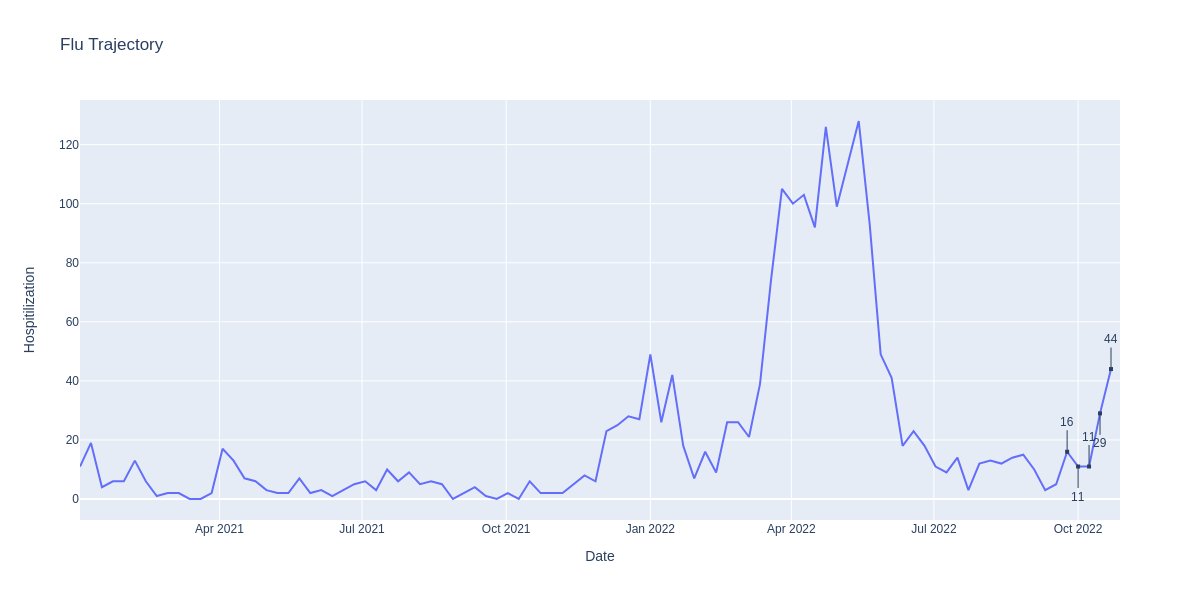 Flu Trajectory
Hospitilization
120
100
80
60
40
20
0
16
11
11
29
44
Apr 2021
Jul 2021
Oct 2021
Jan 2022
Apr 2022
Jul 2022
Oct 2022
Date